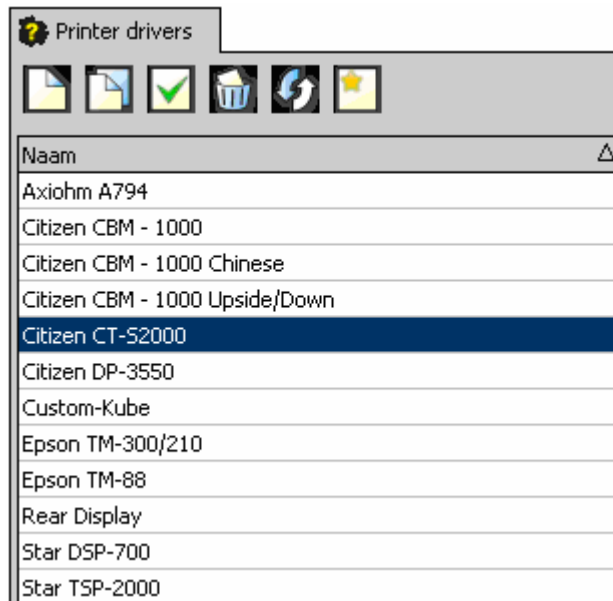 Printer drivers
Naam
Axiohm A794
Citizen CBM - 1000
Citizen CBM - 1000 Chinese
Citizen CBM - 1000 Upside/Down
Citizen CT-S2000
Citizen DP-3550
Custom-Kube
Epson TM-300/210
Epson TM-88
Rear Display
Star DSP-700
Star TSP-2000